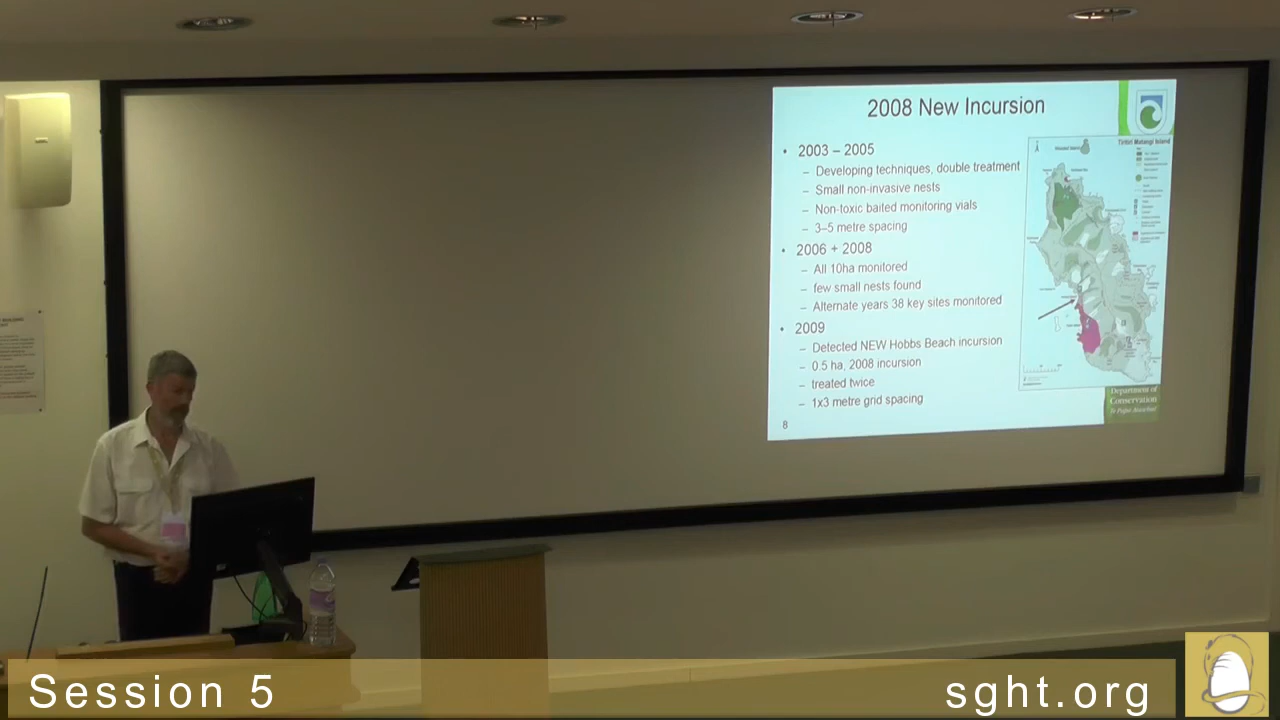 2008 New Incursion
• 2003 – 2005
– Developing techniques, double treatment
– Small non-invasive nests
– Non-toxic baited monitoring vials
– 3–5 metre spacing
• 2006 + 2008
– All 10ha monitored
– few small nests found
– Alternate years 38 key sites monitored
• 2009
– Detected NEW Hobbs Beach incursion
– 0.5 ha, 2008 incursion
– treated twice
– 1x3 metre grid spacing
8
Tiritiri Matangi Island
Department of
Conservation
Te Papa Atawhai
Session 5
sght.org